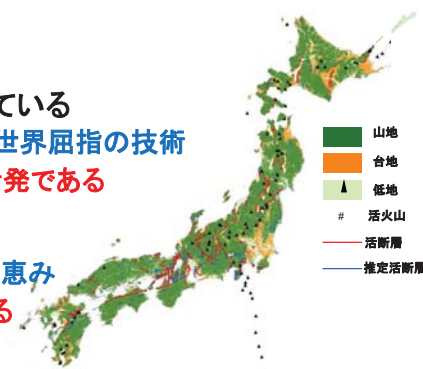 ている
世界屈指の技術
発である
恵み
る
山地
台地
低地
# 活火山
活断層
推定活断層